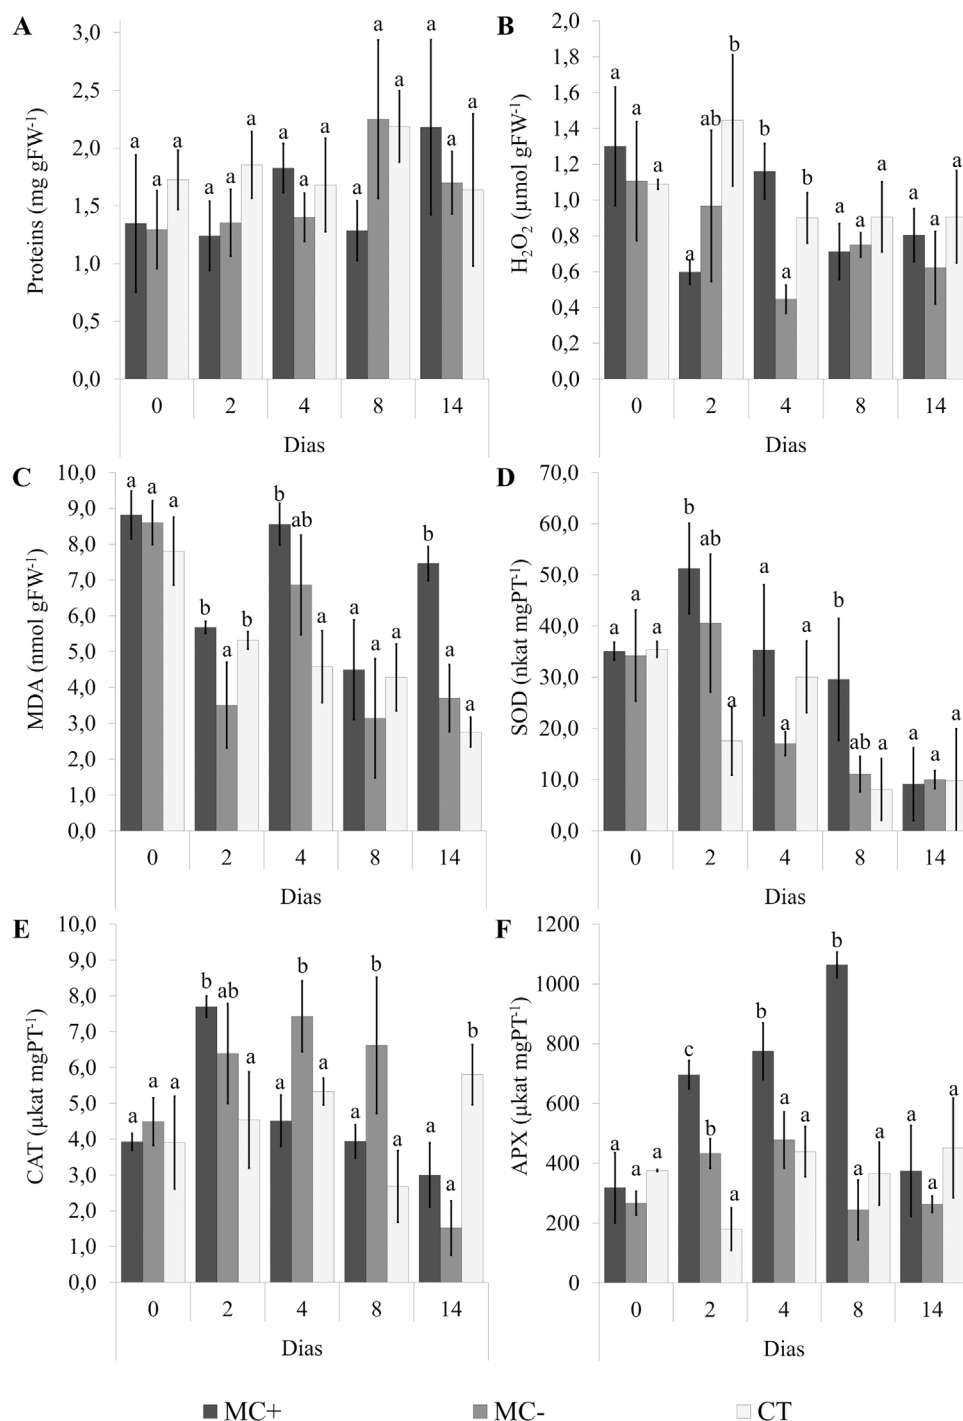 A
Proteins (mg gFW⁻¹)
3,0
2,5
2,0
1,5
1,0
0,5
0,0
a a a a a a a a a a a a a a a
0 2 4 8 14
Dias
B
H₂O₂ (µmol gFW⁻¹)
2,0
1,8
1,6
1,4
1,2
1,0
0,8
0,6
0,4
0,2
0,0
a a a a ab b b a b a a a a a a
0 2 4 8 14
Dias
C
MDA (nmol gFW⁻¹)
10,0
9,0
8,0
7,0
6,0
5,0
4,0
3,0
2,0
1,0
0,0
a a a b a b b ab a a a a b a a
0 2 4 8 14
Dias
D
SOD (nkat mgPT⁻¹)
70,0
60,0
50,0
40,0
30,0
20,0
10,0
0,0
a a a b ab a a a a b ab a a a a
0 2 4 8 14
Dias
E
CAT (µkat mgPT⁻¹)
10,0
9,0
8,0
7,0
6,0
5,0
4,0
3,0
2,0
1,0
0,0
a a a b ab a a b a a b a a a b
0 2 4 8 14
Dias
F
APX (µkat mgPT⁻¹)
1200
1000
800
600
400
200
0
a a a c b a b a a b a a a a a
0 2 4 8 14
Dias
MC+ MC- CT